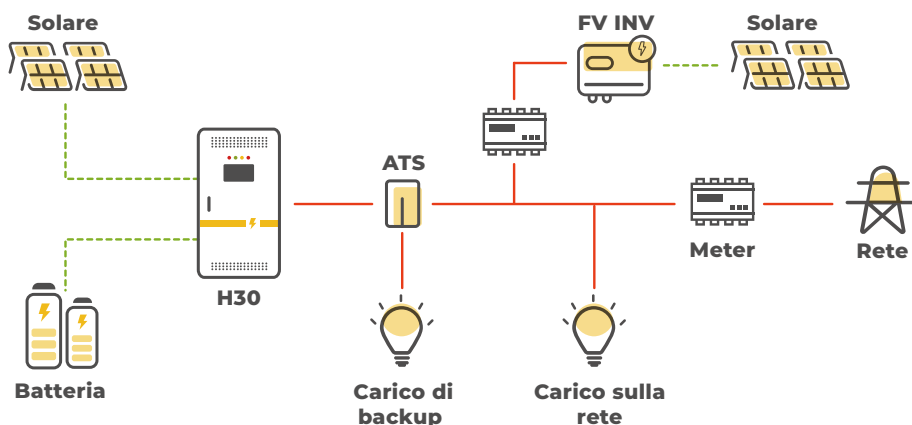 Solare
FV INV
Solare
ATS
H30
Meter
Rete
Batteria
Carico di
backup
Carico sulla
rete